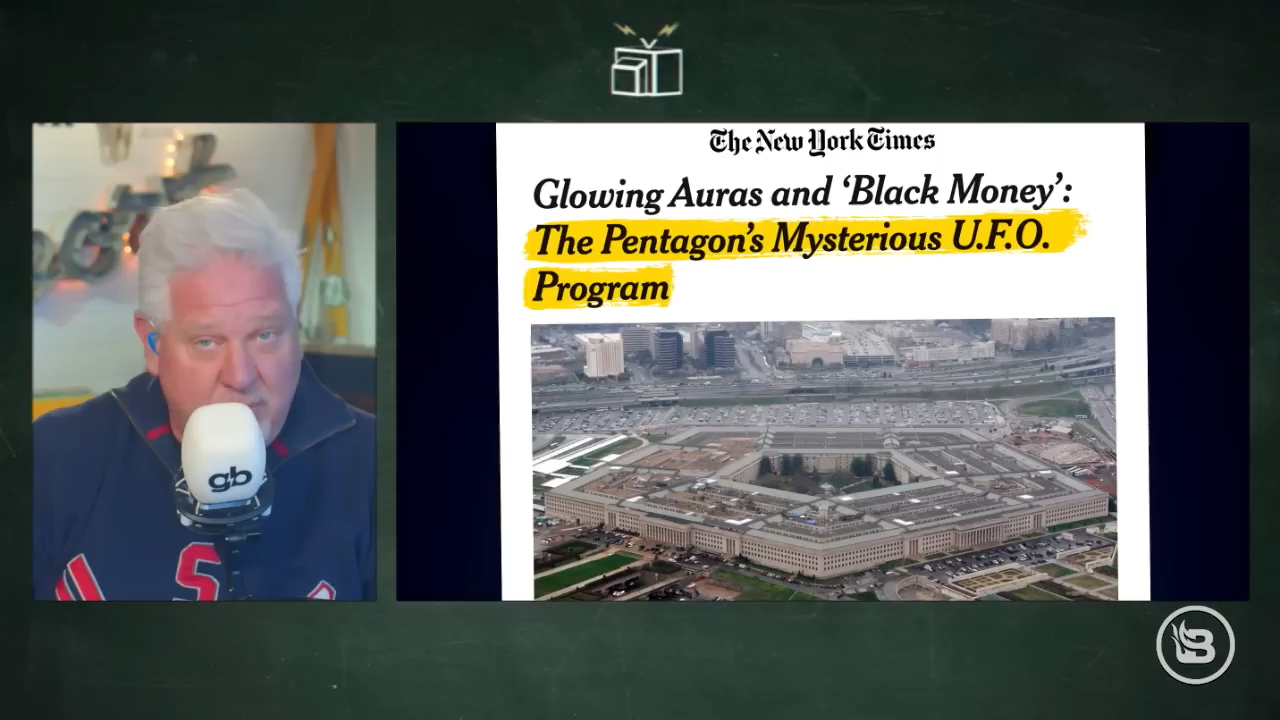 The New York Times
Glowing Auras and ‘Black Money’:
The Pentagon’s Mysterious U.F.O.
Program
gb
S
B